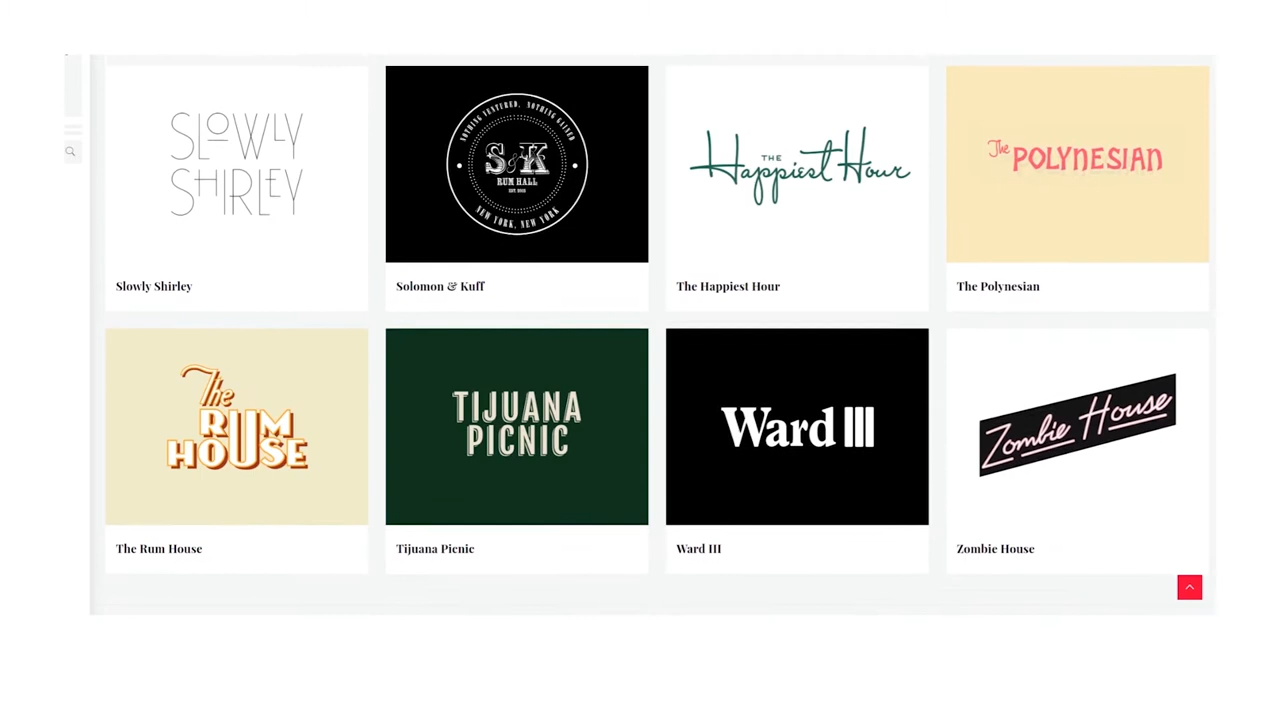 SLOWLY
SHIRLEY
NOTHING VENTURED, NOTHING GAINED
S&K
RUM HALL
EST. 2015
NEW YORK, NEW YORK
THE
Happiest Hour
The POLYNESIAN
Slowly Shirley
Solomon & Kuff
The Happiest Hour
The Polynesian
The
RUM
HOUSE
TIJUANA
PICNIC
Ward III
Zombie House
The Rum House
Tijuana Picnic
Ward III
Zombie House